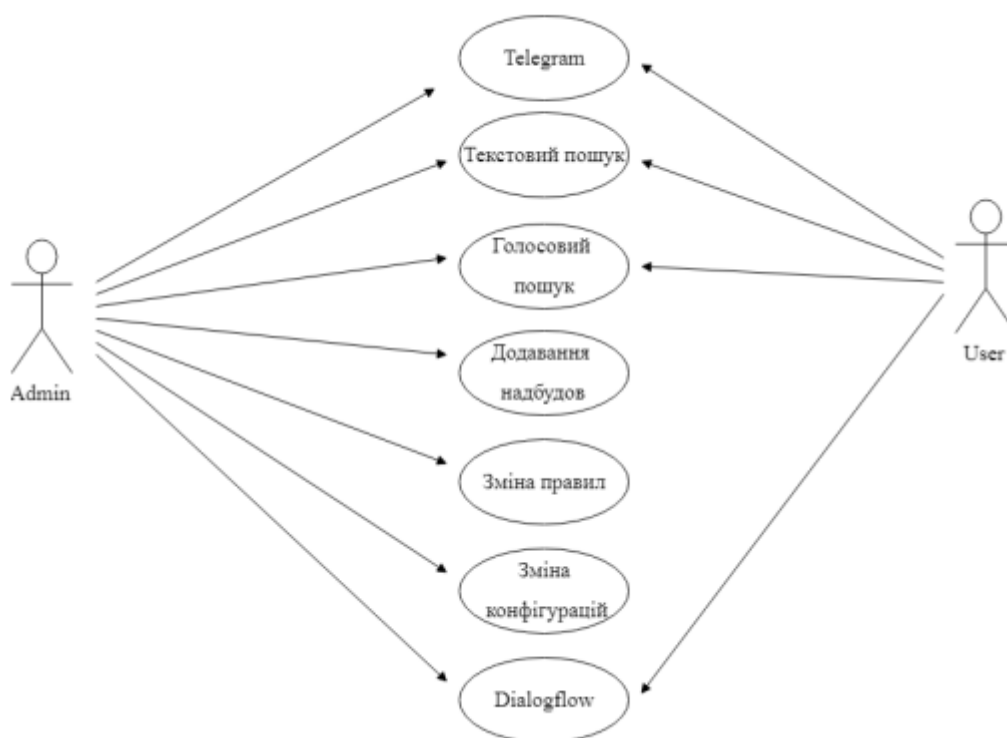 Telegram
Текстовий пошук
Голосовий
пошук
Додавання
надбудов
Admin
User
Зміна правил
Зміна
конфігурацій
Dialogflow